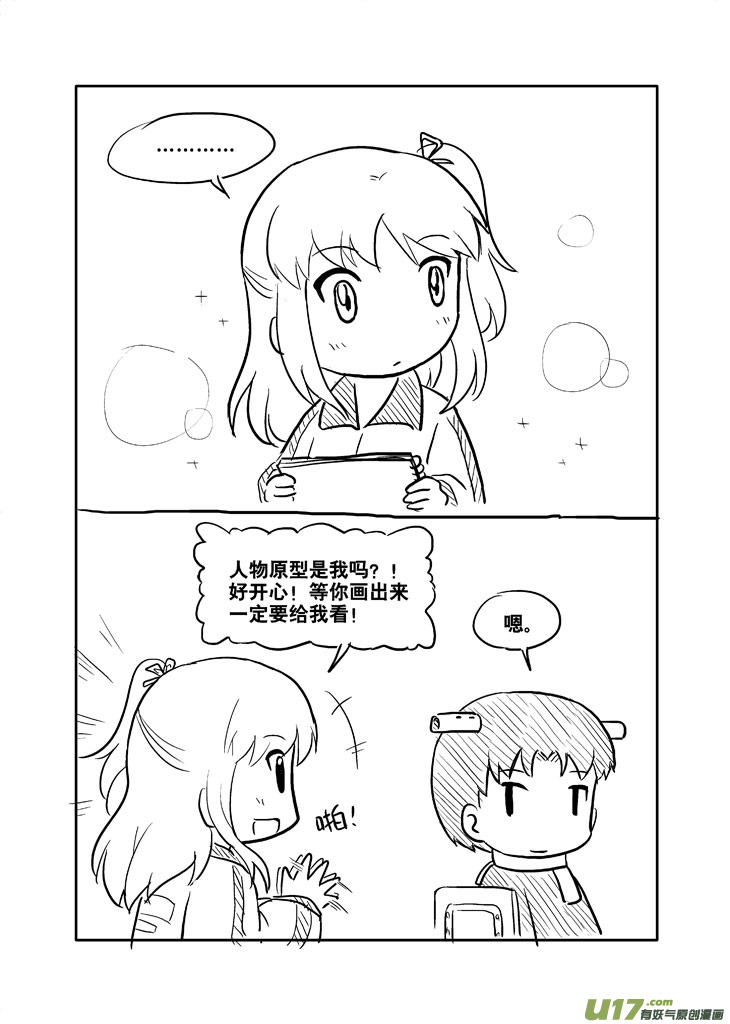 …………
人物原型是我吗？！
好开心！等你画出来
一定要给我看！
嗯。
啪！
U17.com
有妖气原创漫画